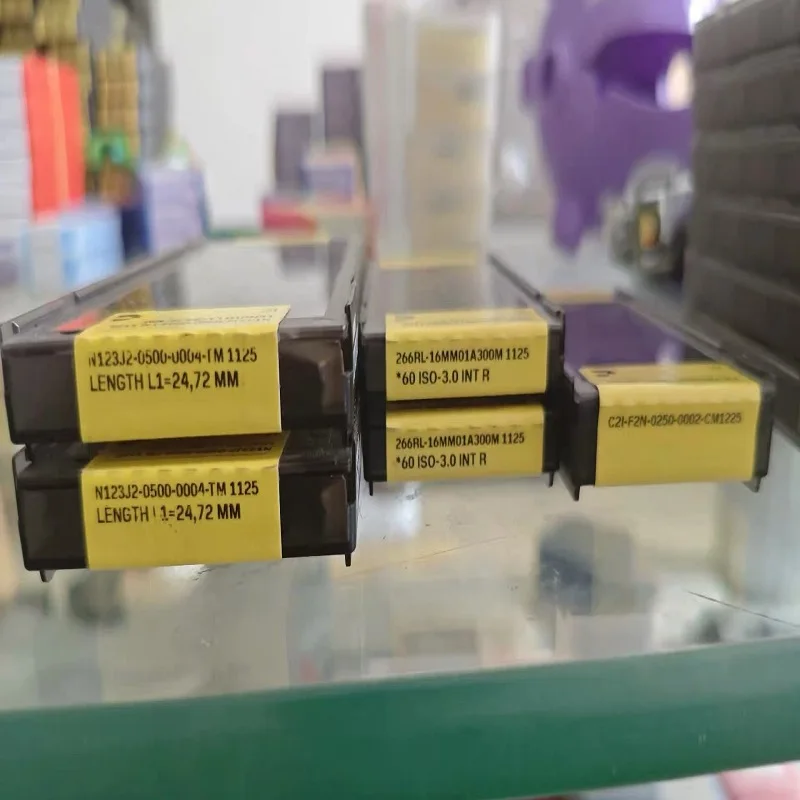 N123J2-0500-0004-TM 1125
LENGTH L1=24,72 MM
N123J2-0500-0004-TM 1125
LENGTH L1=24,72 MM
266RL-16MM01A300M 1125
*60 ISO-3.0 INT R
266RL-16MM01A300M 1125
*60 ISO-3.0 INT R
C2I-F2N-0250-0002-CM1225